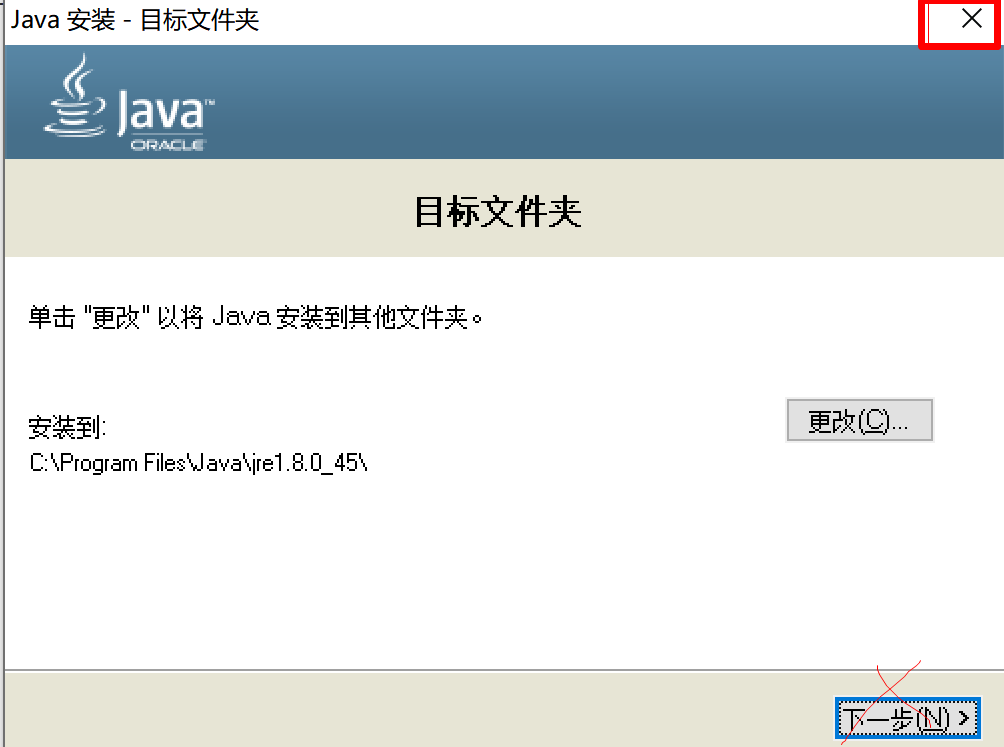 Java 安装 - 目标文件夹
Java™
ORACLE
目标文件夹
单击 "更改" 以将 Java 安装到其他文件夹。
安装到:
更改(C)...
C:\Program Files\Java\jre1.8.0_45\
下一步(N) >